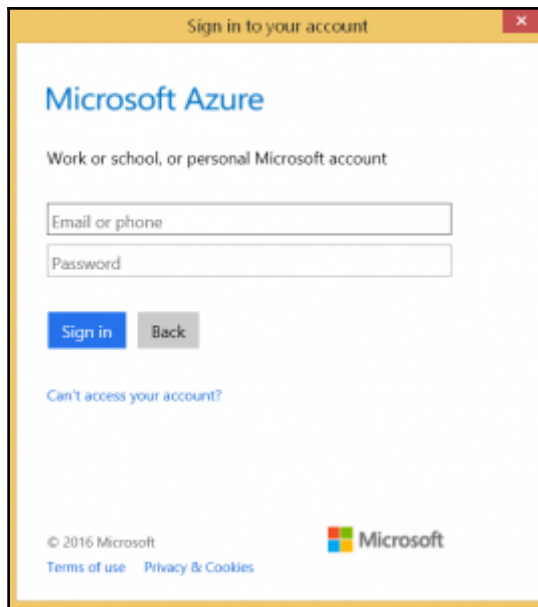 Sign in to your account
Microsoft Azure
Work or school, or personal Microsoft account
Email or phone
Password
Sign in Back
Can't access your account?
© 2016 Microsoft
Microsoft
Terms of use Privacy & Cookies